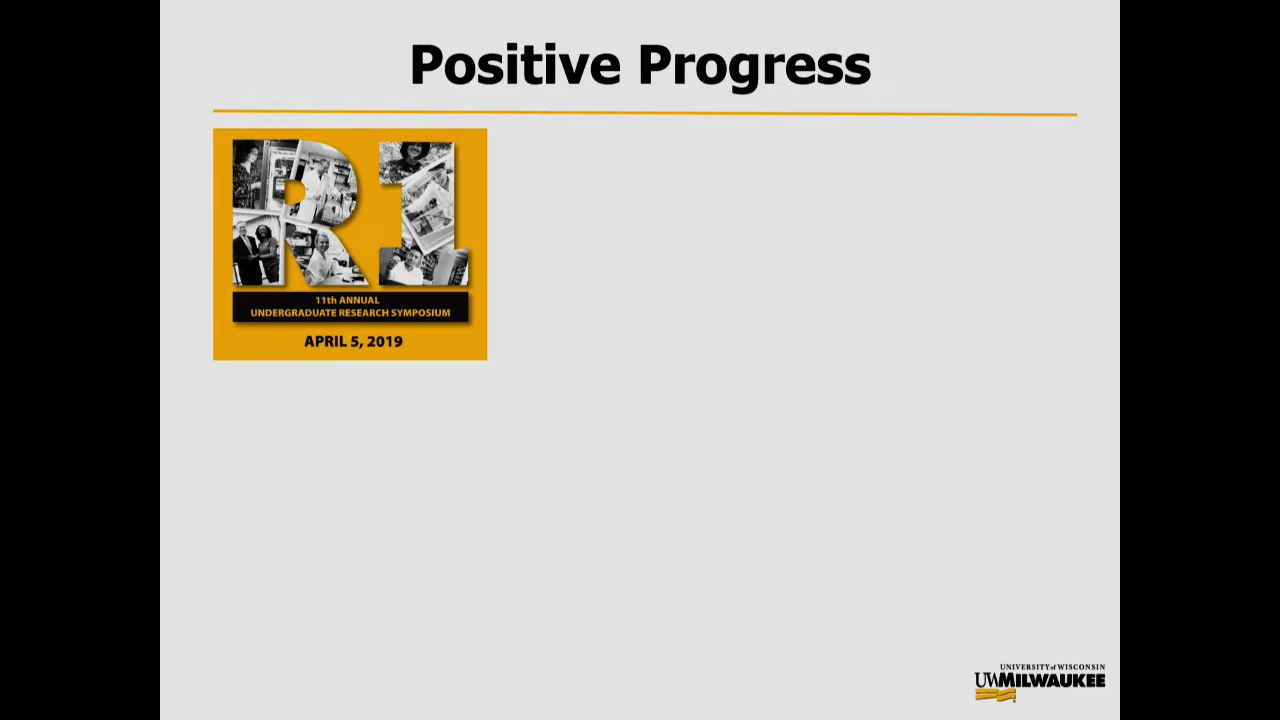 Positive Progress
R1
11th ANNUAL
UNDERGRADUATE RESEARCH SYMPOSIUM
APRIL 5, 2019
UNIVERSITY of WISCONSIN
UWMILWAUKEE